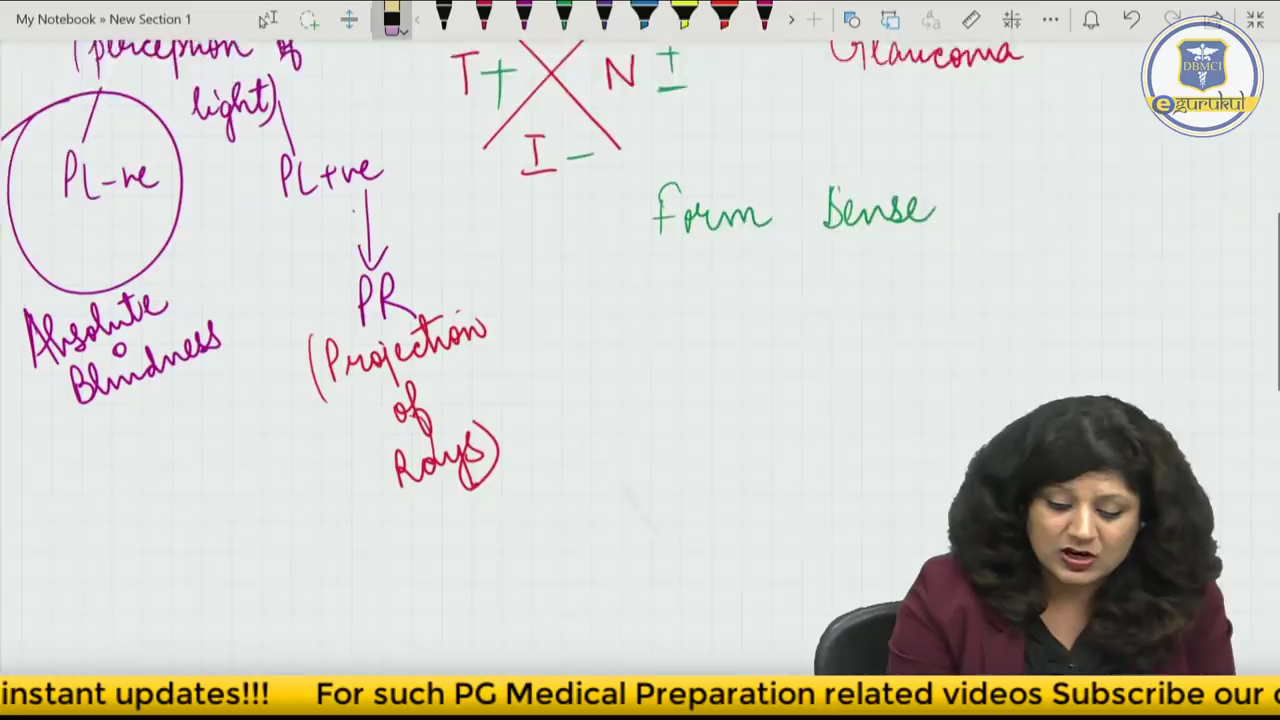 My Notebook » New Section 1
(perception of
light)
PL-ve
PL+ve
Absolute
Blindness
PR
(Projection
of
Rays)
T+ N ±
I -
Glaucoma
Form Sense
DBMCI
e gurukul
instant updates!!! For such PG Medical Preparation related videos Subscribe our